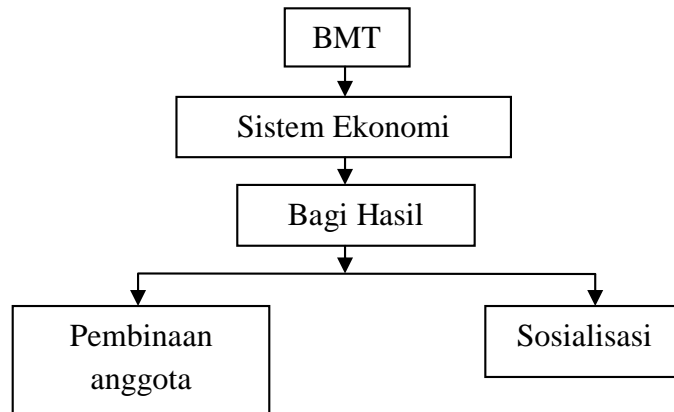 BMT
Sistem Ekonomi
Bagi Hasil
Pembinaan
anggota
Sosialisasi